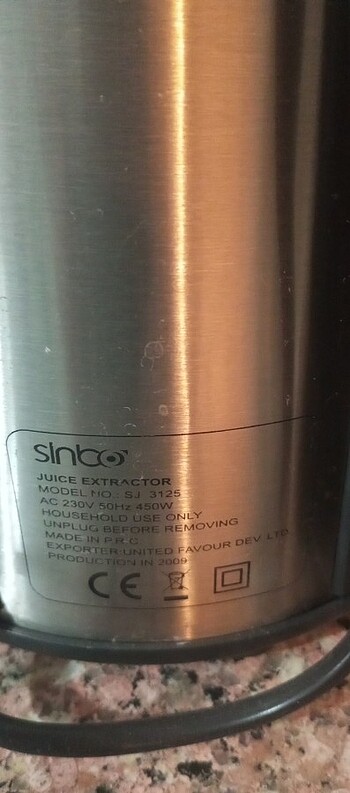 sinbo
JUICE EXTRACTOR
MODEL NO.: SJ 3125
AC 230V 50Hz 450W
HOUSEHOLD USE ONLY
UNPLUG BEFORE REMOVING
MADE IN P.R.C
EXPORTER:UNITED FAVOUR DEV. LTD
PRODUCTION IN 2009
CE